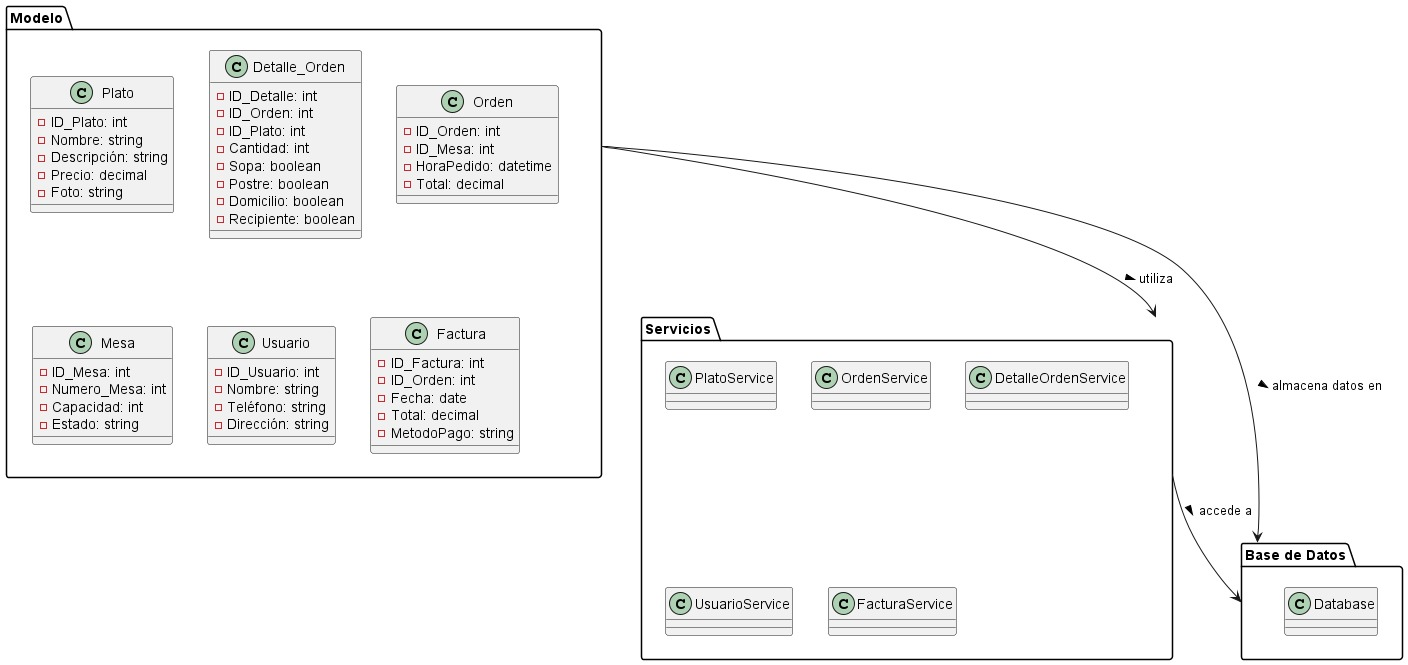 Modelo
C Plato
ID_Plato: int
Nombre: string
Descripción: string
Precio: decimal
Foto: string
C Detalle_Orden
ID_Detalle: int
ID_Orden: int
ID_Plato: int
Cantidad: int
Sopa: boolean
Postre: boolean
Domicilio: boolean
Recipiente: boolean
C Orden
ID_Orden: int
ID_Mesa: int
HoraPedido: datetime
Total: decimal
C Mesa
ID_Mesa: int
Numero_Mesa: int
Capacidad: int
Estado: string
C Usuario
ID_Usuario: int
Nombre: string
Teléfono: string
Dirección: string
C Factura
ID_Factura: int
ID_Orden: int
Fecha: date
Total: decimal
MetodoPago: string
utiliza
almacena datos en
Servicios
C PlatoService
C OrdenService
C DetalleOrdenService
C UsuarioService
C FacturaService
accede a
Base de Datos
C Database